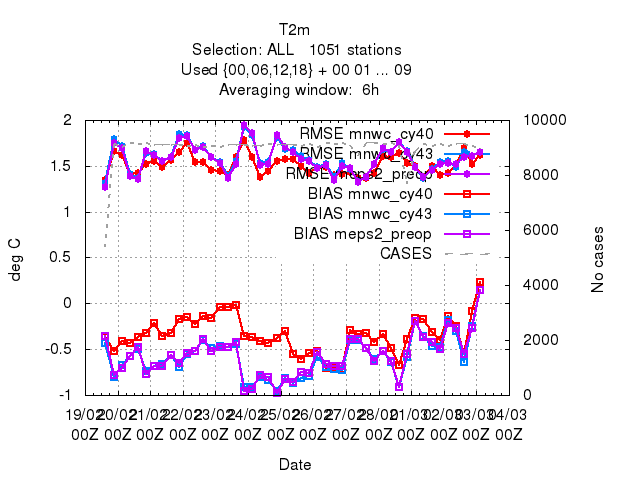 T2m
Selection: ALL   1051 stations
Used {00,06,12,18} + 00 01 ... 09
Averaging window:  6h
2
1.5
1
0.5
0
-0.5
-1
deg C
10000
8000
6000
4000
2000
0
No cases
RMSE mnwc_cy40
RMSE mnwc_cy43
RMSE meps2_preop
BIAS mnwc_cy40
BIAS mnwc_cy43
BIAS meps2_preop
CASES
19/02 20/02 21/02 22/02 23/02 24/02 25/02 26/02 27/02 28/02 01/03 02/03 03/03 04/03
00Z 00Z 00Z 00Z 00Z 00Z 00Z 00Z 00Z 00Z 00Z 00Z 00Z 00Z
Date